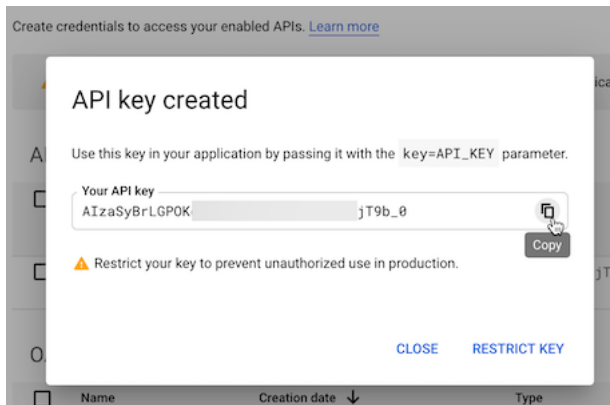 Create credentials to access your enabled APIs. Learn more
API key created
Use this key in your application by passing it with the key=API_KEY parameter.
Your API key
AIzaSyBrLGPOK jT9b_0
Copy
Restrict your key to prevent unauthorized use in production.
CLOSE RESTRICT KEY
Name Creation date Type